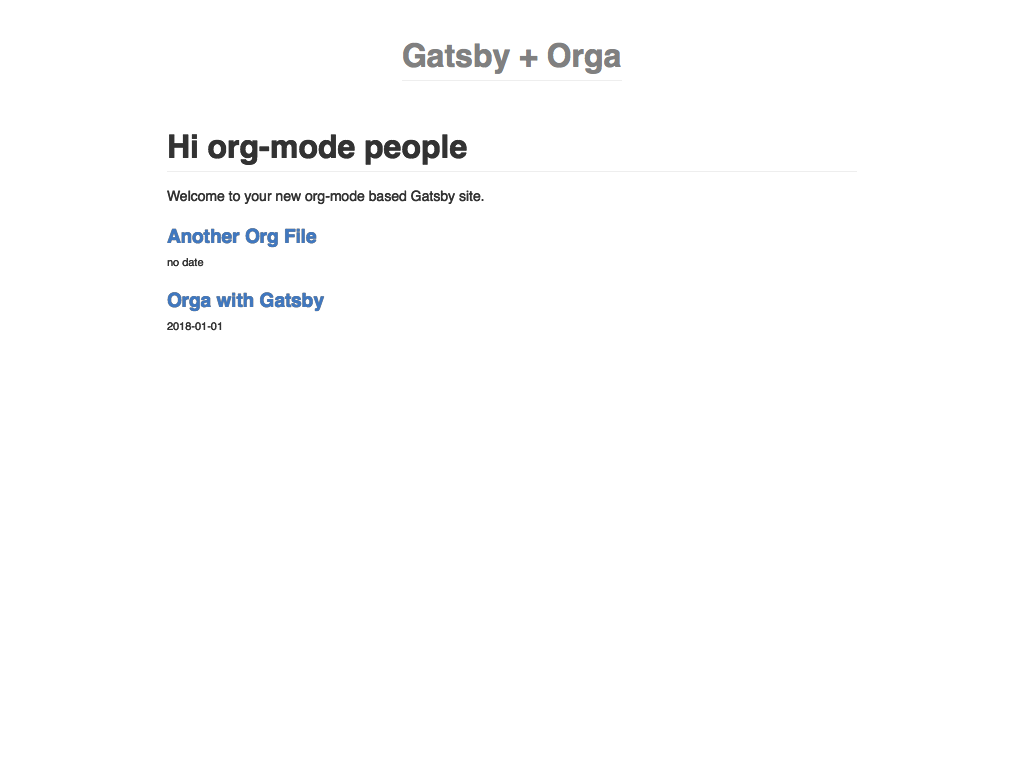 Gatsby + Orga
Hi org-mode people
Welcome to your new org-mode based Gatsby site.
Another Org File
no date
Orga with Gatsby
2018-01-01